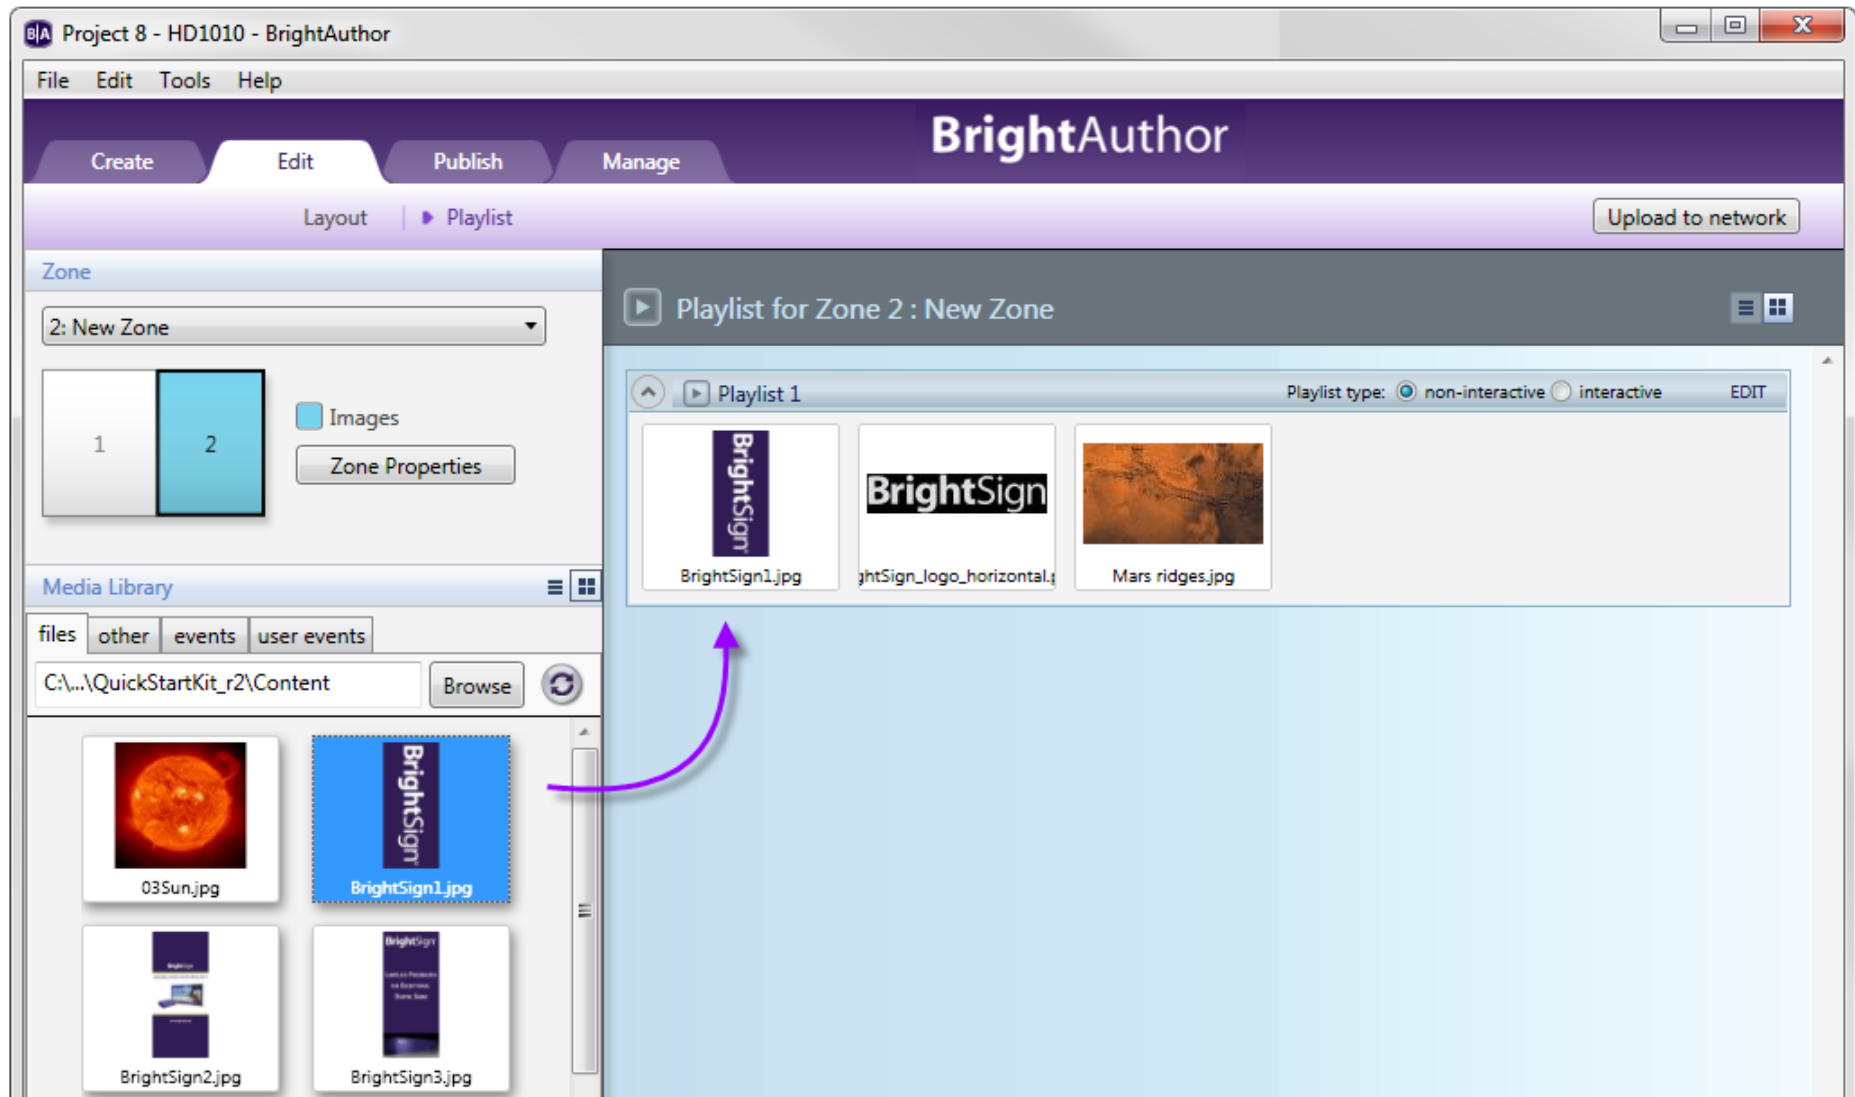 B|A Project 8 - HD1010 - BrightAuthor
File Edit Tools Help
BrightAuthor
Create Edit Publish Manage
Layout Playlist
Upload to network
Zone
2: New Zone
1 2
Images
Zone Properties
Playlist for Zone 2 : New Zone
Playlist 1
Playlist type: non-interactive interactive EDIT
BrightSign
BrightSign
BrightSign1.jpg
ghtSign_logo_horizontal.p
Mars ridges.jpg
Media Library
files other events user events
C:\...\QuickStartKit_r2\Content
Browse
BrightSign
03Sun.jpg
BrightSign1.jpg
BrightSign
BrightSign
BrightSign2.jpg
BrightSign3.jpg